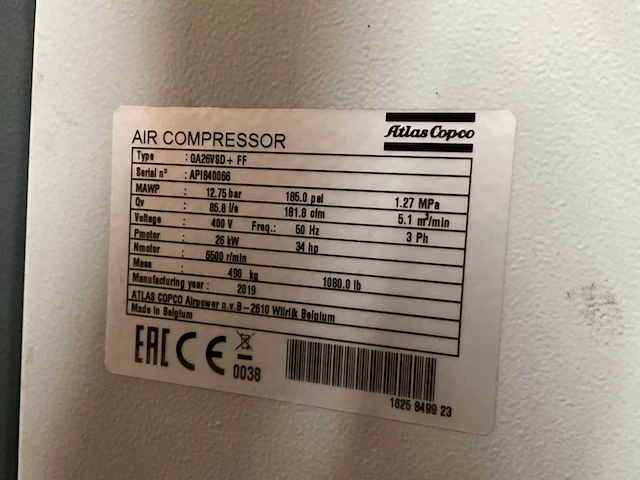 Atlas Copco
AIR COMPRESSOR
Type : GA26VSD+ FF
Serial n° : API840066
MAWP : 12.75 bar 185.0 psi 1.27 MPa
Qv : 85.8 l/s 181.8 cfm 5.1 m³/min
Voltage : 400 V Freq.: 50 Hz 3 Ph
Pmotor : 26 kW 34 hp
Nmotor : 6500 r/min
Mass : 490 kg 1080.0 lb
Manufacturing year : 2019
ATLAS COPCO Airpower n.v. B-2610 Wilrijk Belgium
Made in Belgium
EAC CE 0038
1625 8499 23